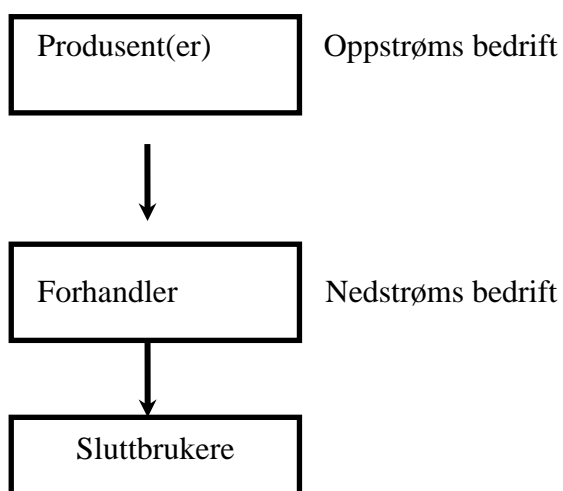 Produsent(er) Oppstrøms bedrift
Forhandler Nedstrøms bedrift
Sluttbrukere